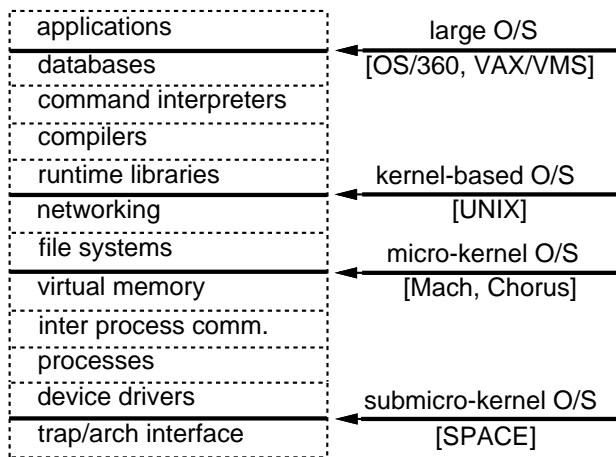 applications
large O/S
databases
[OS/360, VAX/VMS]
command interpreters
compilers
runtime libraries
kernel-based O/S
networking
[UNIX]
file systems
micro-kernel O/S
virtual memory
[Mach, Chorus]
inter process comm.
processes
device drivers
submicro-kernel O/S
trap/arch interface
[SPACE]